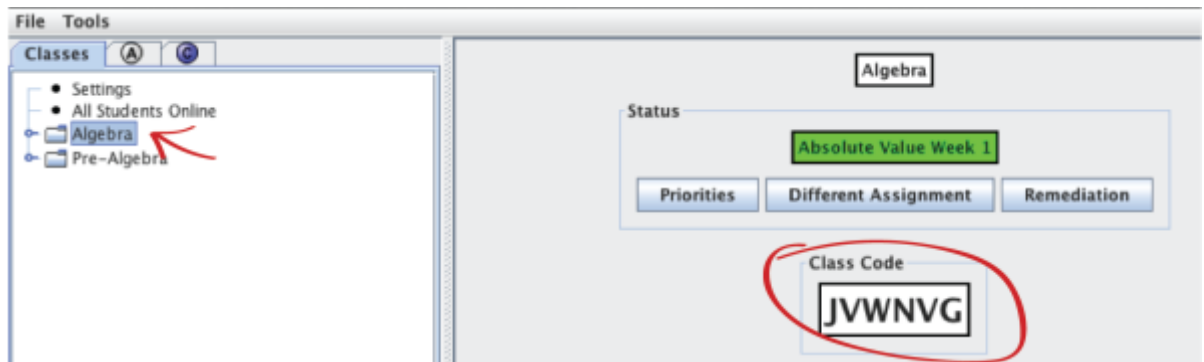 File Tools
Classes A C
Settings
All Students Online
Algebra
Pre-Algebra
Algebra
Status
Absolute Value Week 1
Priorities Different Assignment Remediation
Class Code
JVWNVG